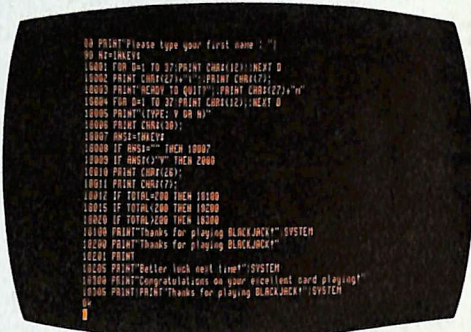 80 PRINT"Please type your first name : ";
90 N$=INKEY$
10001 FOR D=1 TO 37:PRINT CHR$(12);:NEXT D
10002 PRINT CHR$(27)+"l";:PRINT CHR$(7);
10003 PRINT"READY TO QUIT?";:PRINT CHR$(27)+"m"
10004 FOR D=1 TO 37:PRINT CHR$(12);:NEXT D
10005 PRINT"(TYPE: Y OR N)"
10006 PRINT CHR$(30);
10007 ANS$=INKEY$
10008 IF ANS$="" THEN 10007
10009 IF ANS$<>"Y" THEN 2000
10010 PRINT CHR$(26);
10011 PRINT CHR$(7);
10012 IF TOTAL=200 THEN 10100
10015 IF TOTAL<200 THEN 10200
10020 IF TOTAL>200 THEN 10300
10100 PRINT"Thanks for playing BLACKJACK!":SYSTEM
10200 PRINT"Thanks for playing BLACKJACK!"
10201 PRINT
10205 PRINT"Better luck next time!":SYSTEM
10300 PRINT"Congratulations on your excellent card playing!"
10305 PRINT:PRINT"Thanks for playing BLACKJACK!":SYSTEM